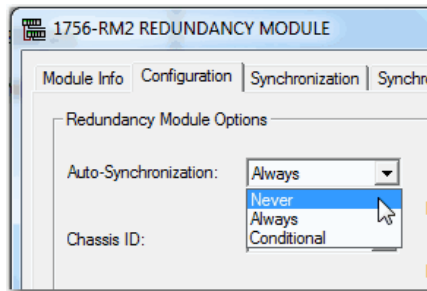 1756-RM2 REDUNDANCY MODULE
Module Info Configuration Synchronization
Redundancy Module Options
Auto-Synchronization: Always
Never
Always
Chassis ID: Conditional